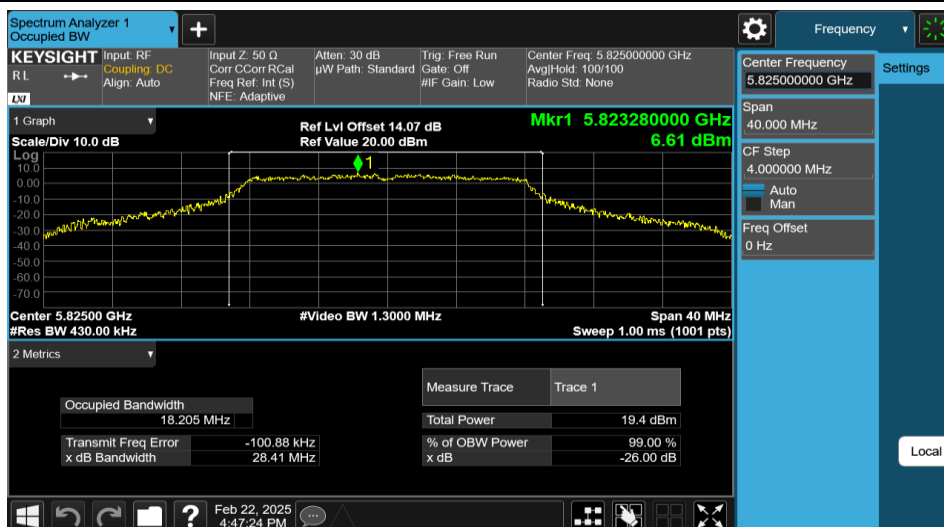 Spectrum Analyzer 1
Occupied BW
+
Frequency
KEYSIGHT
R L
LXI
Input: RF
Coupling: DC
Align: Auto
Input Z: 50 Ω
Corr CCorr RCal
Freq Ref: Int (S)
NFE: Adaptive
Atten: 30 dB
µW Path: Standard
Trig: Free Run
Gate: Off
#IF Gain: Low
Center Freq: 5.825000000 GHz
Avg|Hold: 100/100
Radio Std: None
Center Frequency
5.825000000 GHz
Settings
Span
40.000 MHz
CF Step
4.000000 MHz
Auto
Man
Freq Offset
0 Hz
Local
1 Graph
Scale/Div 10.0 dB
Ref Lvl Offset 14.07 dB
Ref Value 20.00 dBm
Mkr1 5.823280000 GHz
6.61 dBm
Log
10.0
0.00
-10.0
-20.0
-30.0
-40.0
-50.0
-60.0
-70.0
1
Center 5.82500 GHz
#Res BW 430.00 kHz
#Video BW 1.3000 MHz
Span 40 MHz
Sweep 1.00 ms (1001 pts)
2 Metrics
Measure Trace Trace 1
Occupied Bandwidth
18.205 MHz
Total Power 19.4 dBm
Transmit Freq Error -100.88 kHz
% of OBW Power 99.00 %
x dB Bandwidth 28.41 MHz
x dB -26.00 dB
?
Feb 22, 2025
4:47:24 PM